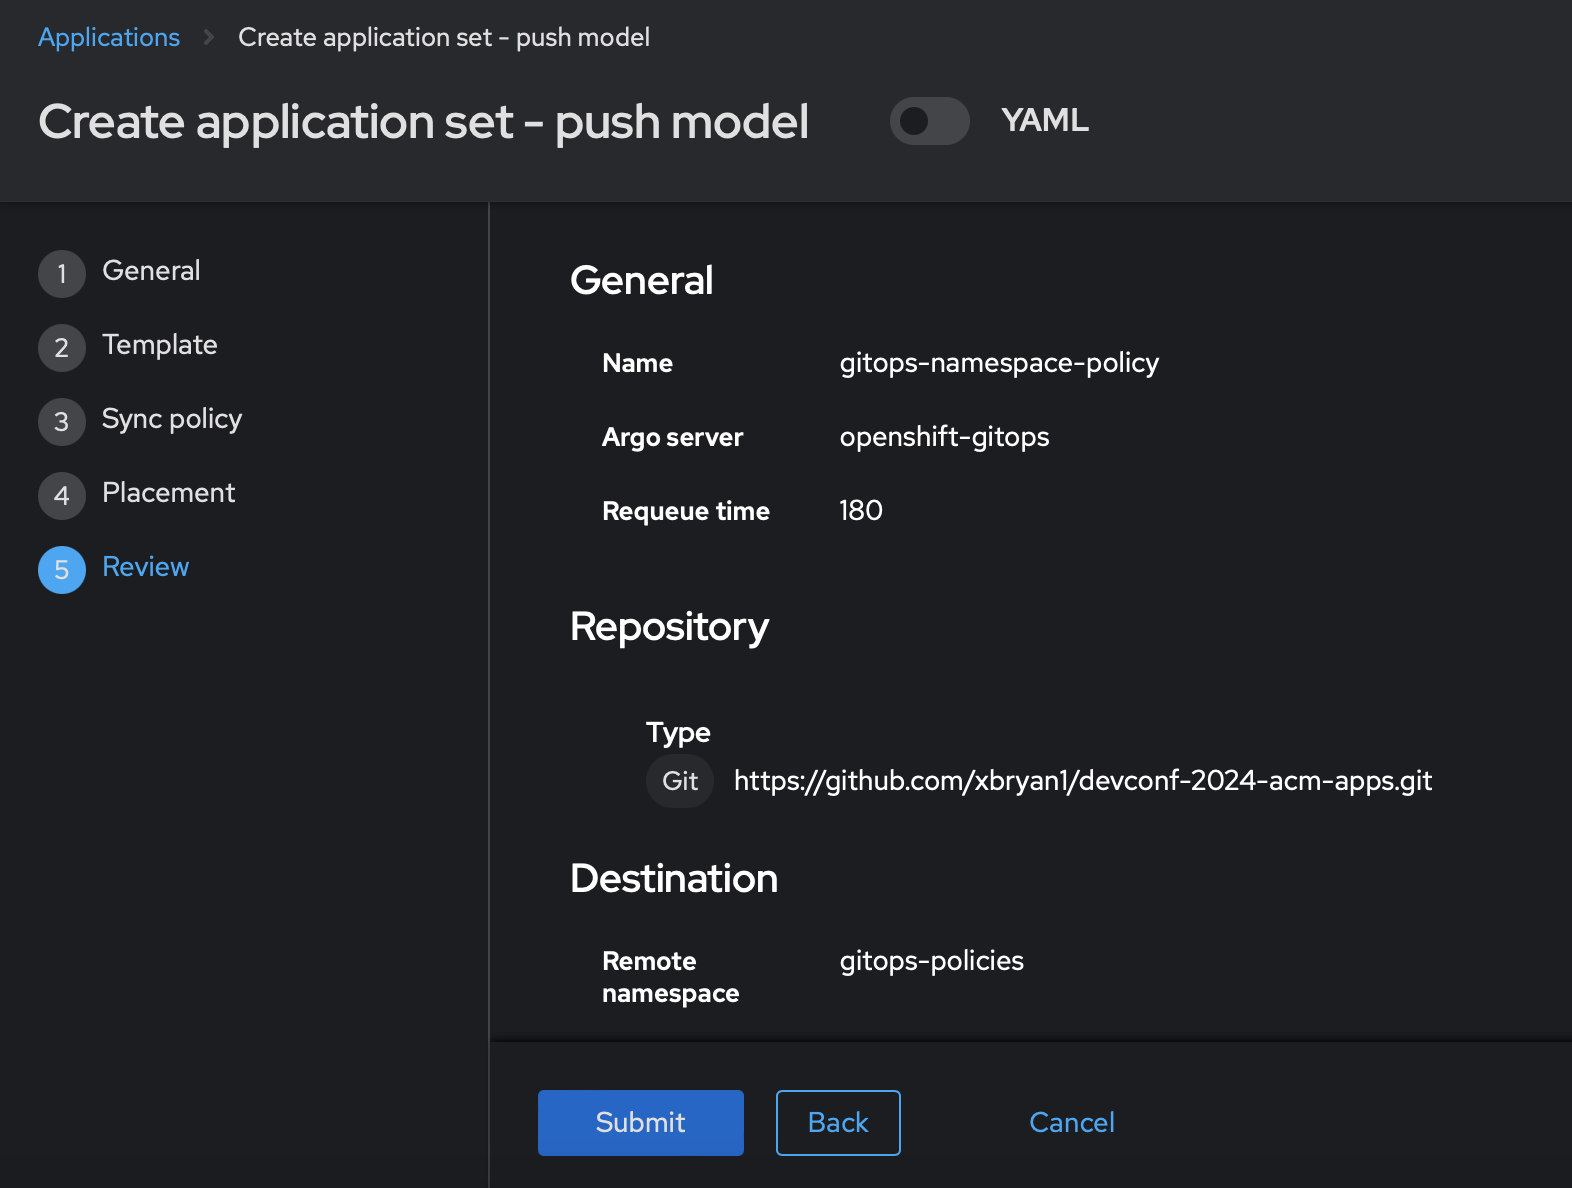 Applications > Create application set - push model
Create application set - push model
YAML
1 General
2 Template
3 Sync policy
4 Placement
5 Review
General
Name gitops-namespace-policy
Argo server openshift-gitops
Requeue time 180
Repository
Type
Git https://github.com/xbryan1/devconf-2024-acm-apps.git
Destination
Remote gitops-policies
namespace
Submit Back Cancel